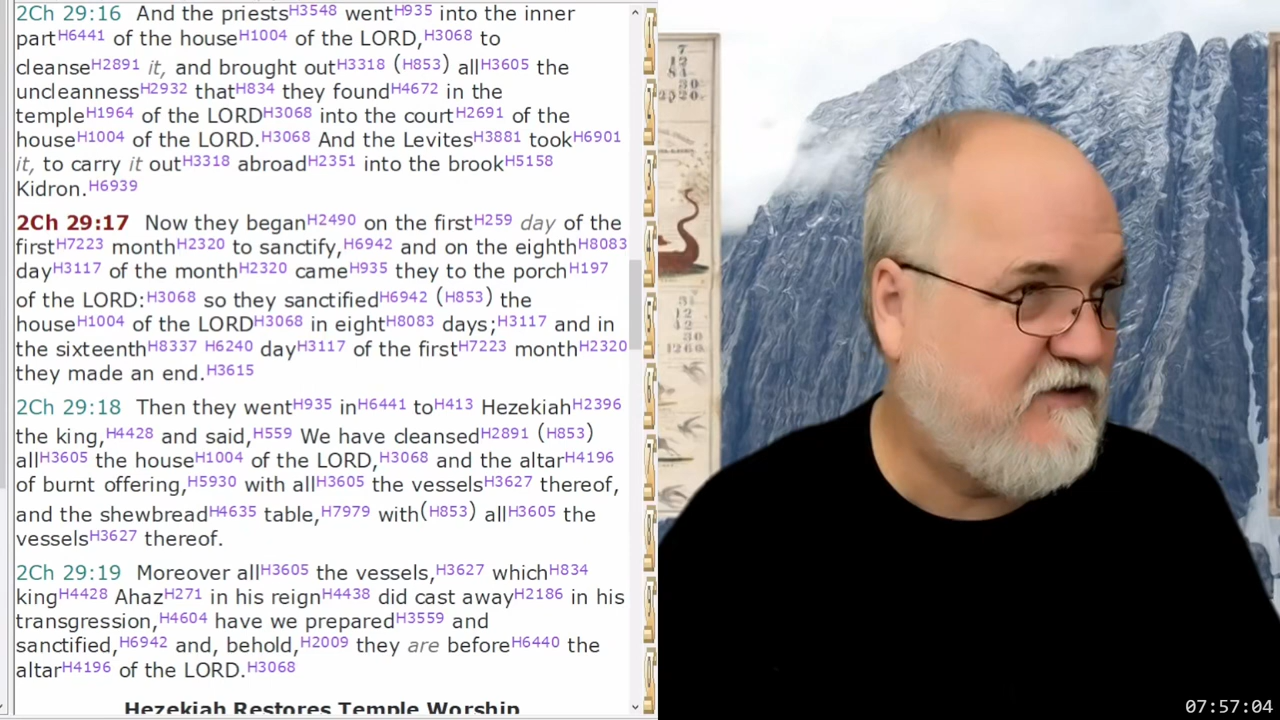 2Ch 29:16 And the priestsH3548 wentH935 into the inner
partH6441 of the houseH1004 of the LORD,H3068 to
cleanseH2891 it, and brought outH3318 (H853) allH3605 the
uncleannessH2932 thatH834 they foundH4672 in the
templeH1964 of the LORDH3068 into the courtH2691 of the
houseH1004 of the LORD.H3068 And the LevitesH3881 tookH6901
it, to carry it outH3318 abroadH2351 into the brookH5158
Kidron.H6939
2Ch 29:17 Now they beganH2490 on the firstH259 day of the
firstH7223 monthH2320 to sanctify,H6942 and on the eighthH8083
dayH3117 of the monthH2320 cameH935 they to the porchH197
of the LORD:H3068 so they sanctifiedH6942 (H853) the
houseH1004 of the LORDH3068 in eightH8083 days;H3117 and in
the sixteenthH8337 H6240 dayH3117 of the firstH7223 monthH2320
they made an end.H3615
2Ch 29:18 Then they wentH935 inH6441 toH413 HezekiahH2396
the king,H4428 and said,H559 We have cleansedH2891 (H853)
allH3605 the houseH1004 of the LORD,H3068 and the altarH4196
of burnt offering,H5930 with allH3605 the vesselsH3627 thereof,
and the shewbreadH4635 table,H7979 with(H853) allH3605 the
vesselsH3627 thereof.
2Ch 29:19 Moreover allH3605 the vessels,H3627 whichH834
kingH4428 AhazH271 in his reignH4438 did cast awayH2186 in his
transgression,H4604 have we preparedH3559 and
sanctified,H6942 and, behold,H2009 they are beforeH6440 the
altarH4196 of the LORD.H3068
Hezekiah Restores Temple Worship
7
12
84
30
2520
31
12
42
30
1260
07:57:04